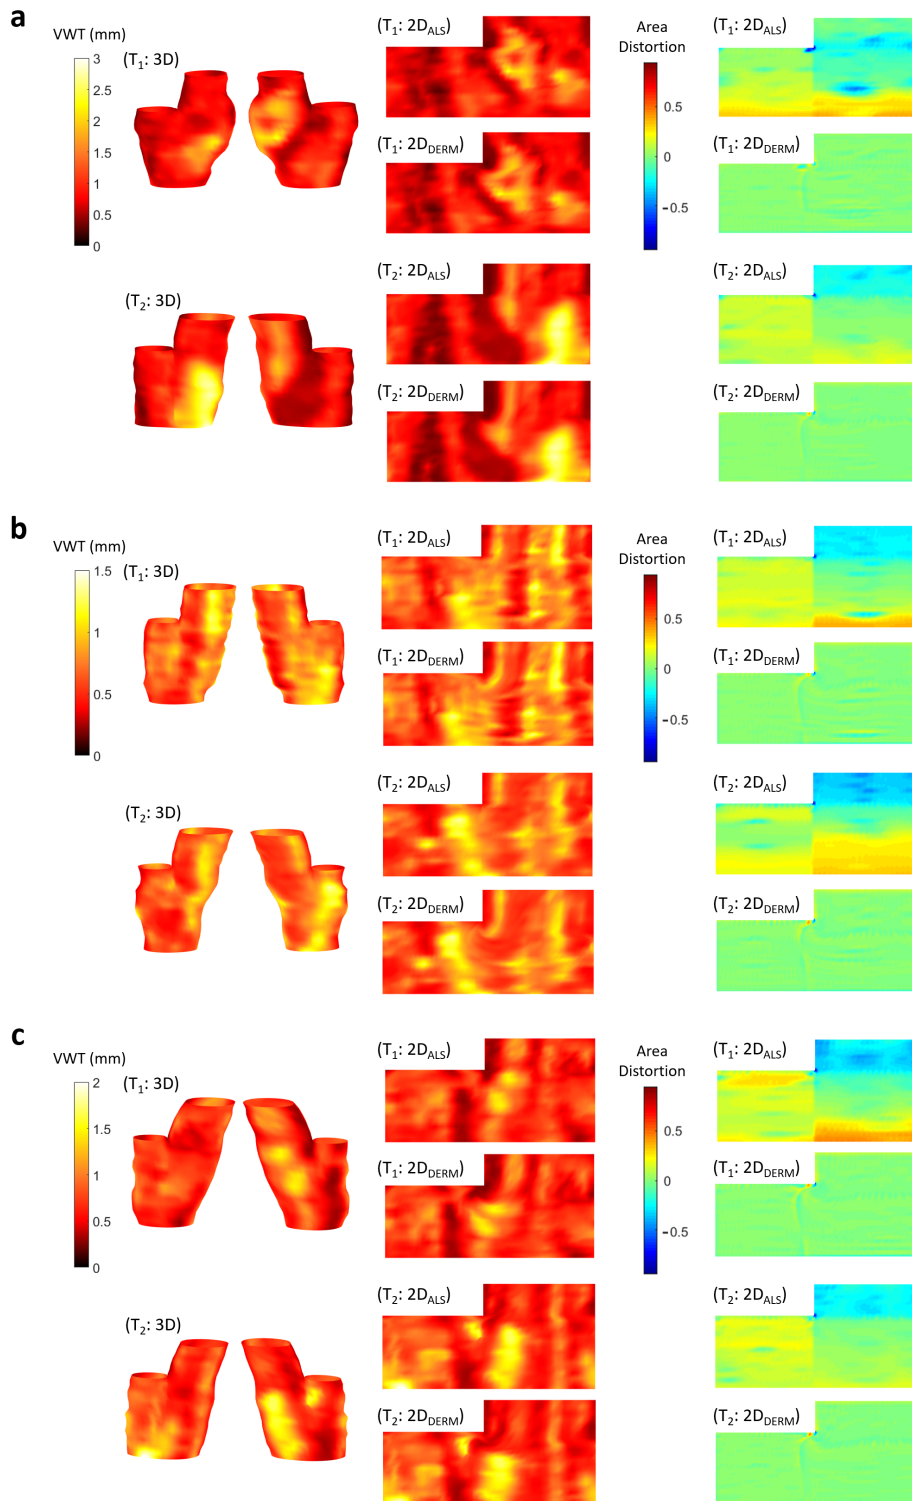 a
VWT (mm)
3
2.5
2
1.5
1
0.5
0
(T1: 3D)
(T2: 3D)
(T1: 2DALS)
(T1: 2DDERM)
(T2: 2DALS)
(T2: 2DDERM)
Area
Distortion
0.5
0
-0.5
(T1: 2DALS)
(T1: 2DDERM)
(T2: 2DALS)
(T2: 2DDERM)
b
VWT (mm)
1.5
1
0.5
0
(T1: 3D)
(T2: 3D)
(T1: 2DALS)
(T1: 2DDERM)
(T2: 2DALS)
(T2: 2DDERM)
Area
Distortion
0.5
0
-0.5
(T1: 2DALS)
(T1: 2DDERM)
(T2: 2DALS)
(T2: 2DDERM)
c
VWT (mm)
2
1.5
1
0.5
0
(T1: 3D)
(T2: 3D)
(T1: 2DALS)
(T1: 2DDERM)
(T2: 2DALS)
(T2: 2DDERM)
Area
Distortion
0.5
0
-0.5
(T1: 2DALS)
(T1: 2DDERM)
(T2: 2DALS)
(T2: 2DDERM)